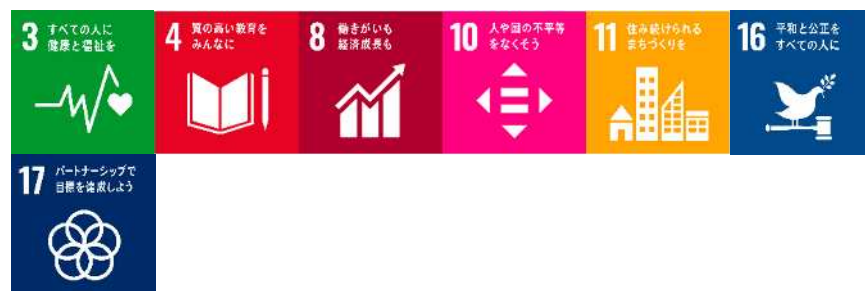 3 すべての人に
健康と福祉を
4 質の高い教育を
みんなに
8 働きがいも
経済成長も
10 人や国の不平等
をなくそう
11 住み続けられる
まちづくりを
16 平和と公正を
すべての人に
17 パートナーシップで
目標を達成しよう